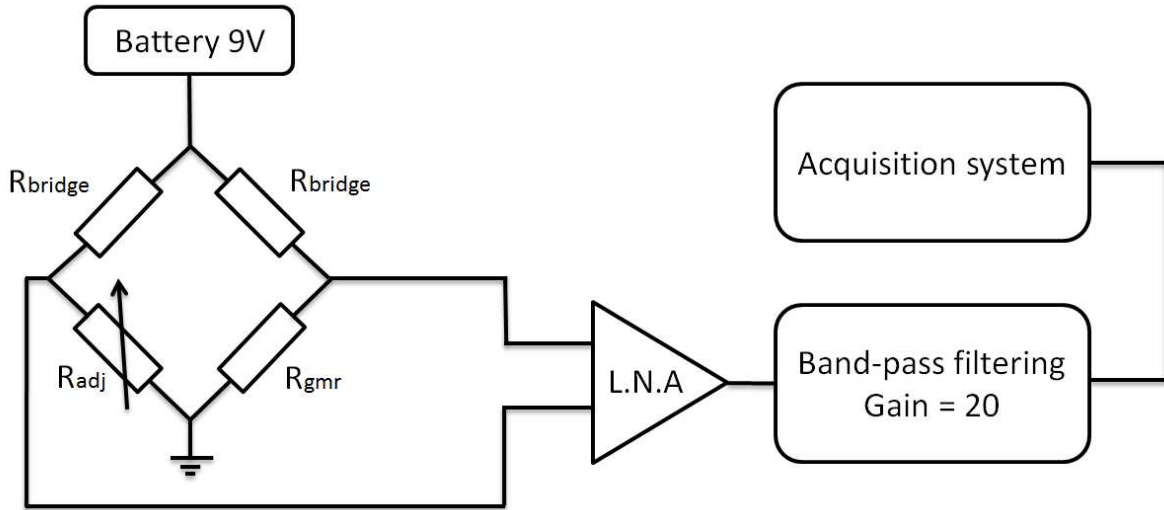 Battery 9V
Rbridge
Rbridge
Acquisition system
Radj
Rgmr
L.N.A
Band-pass filtering
Gain = 20